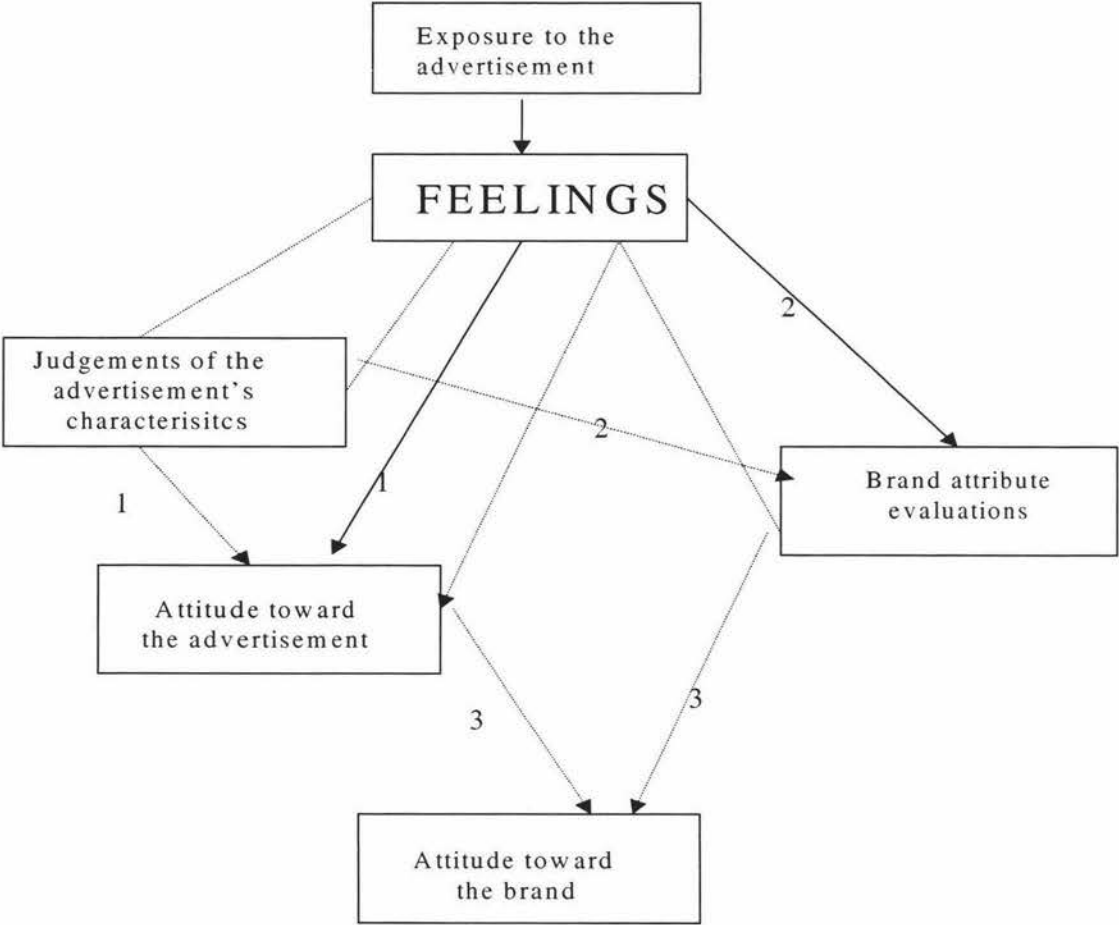 Exposure to the
advertisement
FEELINGS
2
Judgements of the
advertisement's
characterisitcs
2
1
1
Brand attribute
evaluations
Attitude toward
the advertisement
3
3
Attitude toward
the brand